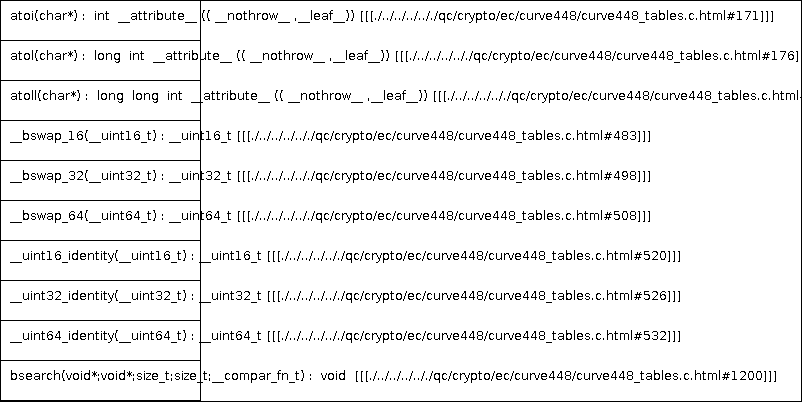 atoi(char*) : int __attribute__ (( __nothrow__ ,__leaf__)) [[[./../../../../qc/crypto/ec/curve448/curve448_tables.c.html#171]]]
atol(char*) : long int __attribute__ (( __nothrow__ ,__leaf__)) [[[./../../../../qc/crypto/ec/curve448/curve448_tables.c.html#176]
atoll(char*) : long long int __attribute__ (( __nothrow__ ,__leaf__)) [[[./../../../../qc/crypto/ec/curve448/curve448_tables.c.html
__bswap_16(__uint16_t) : __uint16_t [[[./../../../../qc/crypto/ec/curve448/curve448_tables.c.html#483]]]
__bswap_32(__uint32_t) : __uint32_t [[[./../../../../qc/crypto/ec/curve448/curve448_tables.c.html#498]]]
__bswap_64(__uint64_t) : __uint64_t [[[./../../../../qc/crypto/ec/curve448/curve448_tables.c.html#508]]]
__uint16_identity(__uint16_t) : __uint16_t [[[./../../../../qc/crypto/ec/curve448/curve448_tables.c.html#520]]]
__uint32_identity(__uint32_t) : __uint32_t [[[./../../../../qc/crypto/ec/curve448/curve448_tables.c.html#526]]]
__uint64_identity(__uint64_t) : __uint64_t [[[./../../../../qc/crypto/ec/curve448/curve448_tables.c.html#532]]]
bsearch(void*;void*;size_t;size_t;__compar_fn_t) : void [[[./../../../../qc/crypto/ec/curve448/curve448_tables.c.html#1200]]]